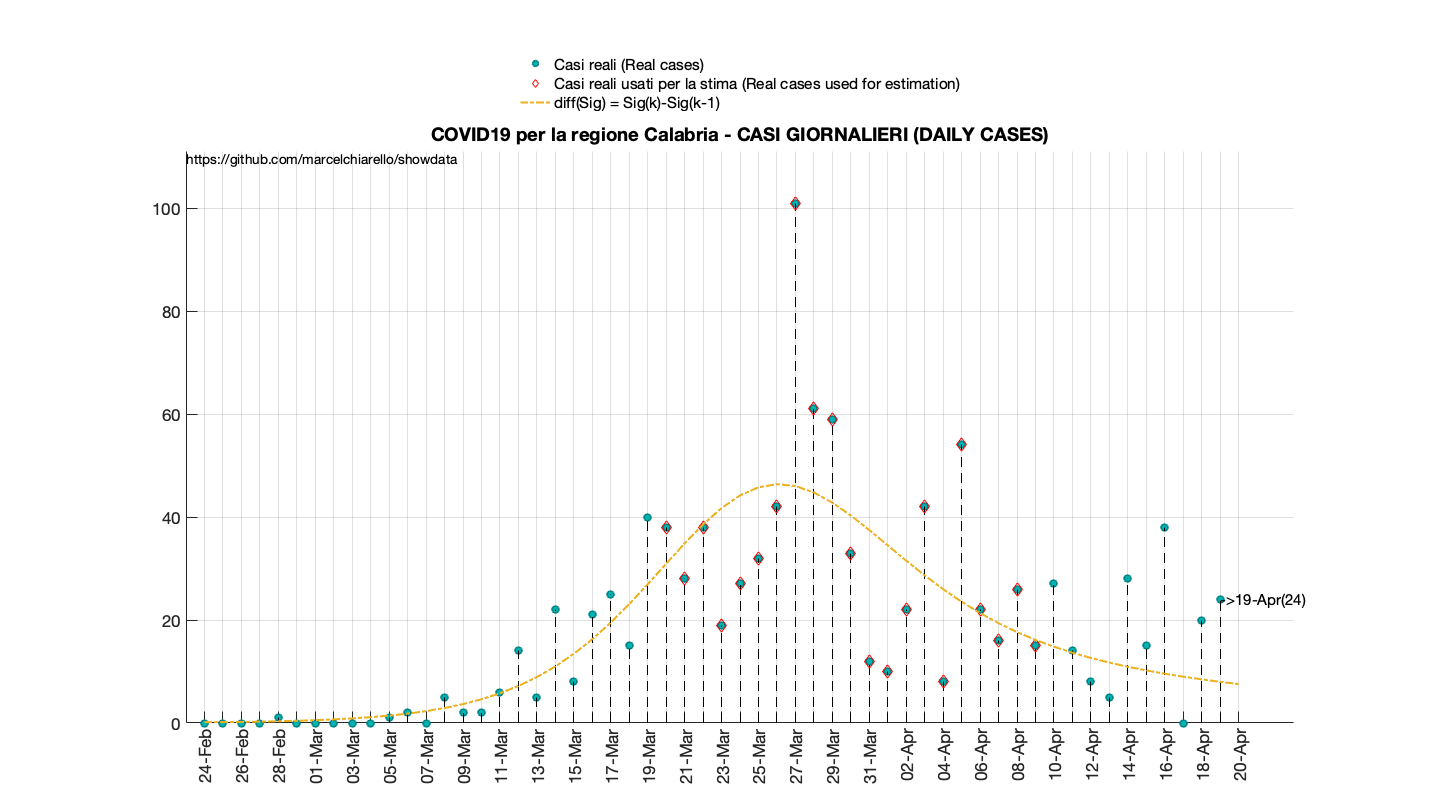 Casi reali (Real cases)
Casi reali usati per la stima (Real cases used for estimation)
diff(Sig) = Sig(k)-Sig(k-1)
COVID19 per la regione Calabria - CASI GIORNALIERI (DAILY CASES)
https://github.com/marcelchiarello/showdata
100
80
60
40
20
0
->19-Apr(24)
24-Feb
26-Feb
28-Feb
01-Mar
03-Mar
05-Mar
07-Mar
09-Mar
11-Mar
13-Mar
15-Mar
17-Mar
19-Mar
21-Mar
23-Mar
25-Mar
27-Mar
29-Mar
31-Mar
02-Apr
04-Apr
06-Apr
08-Apr
10-Apr
12-Apr
14-Apr
16-Apr
18-Apr
20-Apr